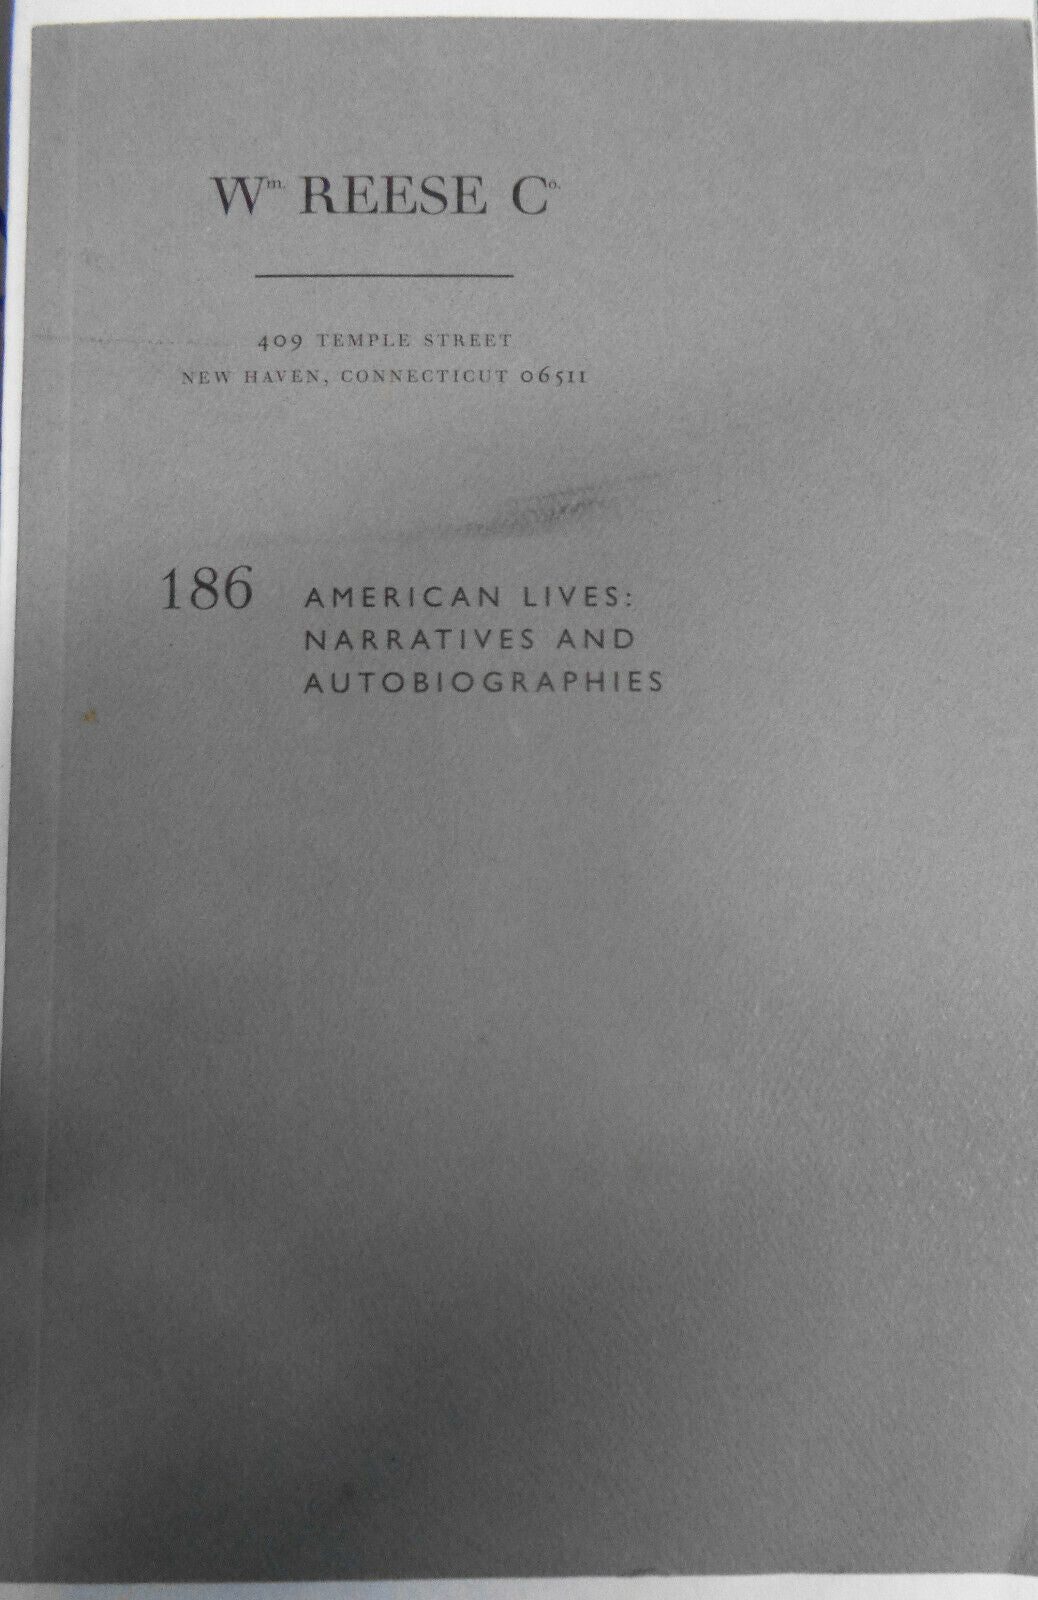 Wm. REESE Co.
409 TEMPLE STREET
NEW HAVEN, CONNECTICUT 06511
186 AMERICAN LIVES:
NARRATIVES AND
AUTOBIOGRAPHIES